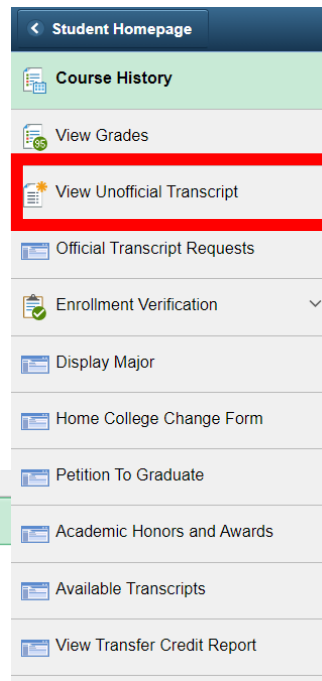 Student Homepage
Course History
View Grades
95
View Unofficial Transcript
Official Transcript Requests
Enrollment Verification
Display Major
Home College Change Form
Petition To Graduate
Academic Honors and Awards
Available Transcripts
View Transfer Credit Report